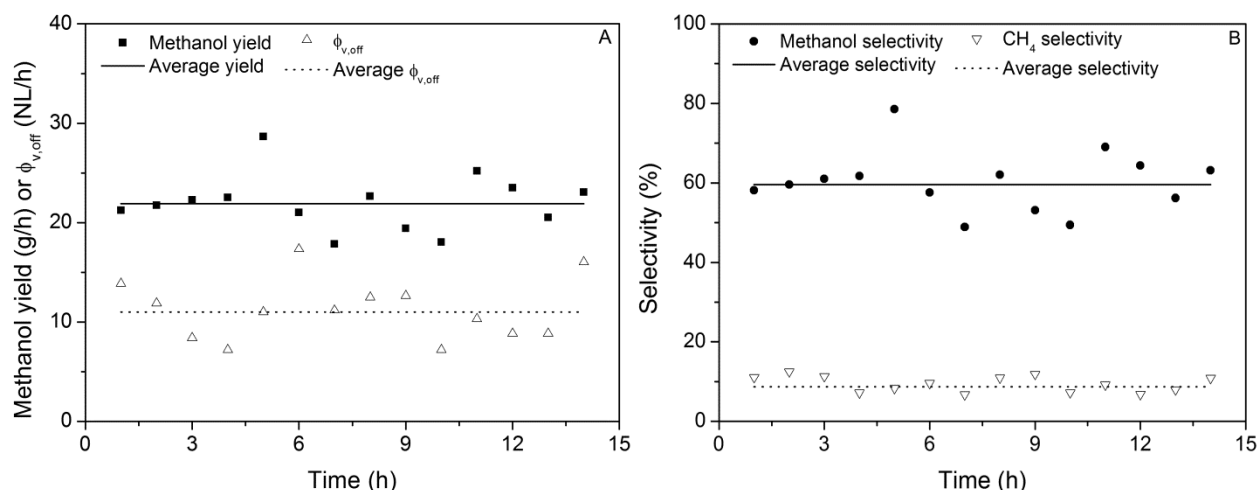 Methanol yield (g/h) or ϕv,off (NL/h)
40
30
20
10
0
Methanol yield
ϕv,off
Average yield
Average ϕv,off
A
0 3 6 9 12 15
Time (h)
Selectivity (%)
100
80
60
40
20
0
Methanol selectivity
CH4 selectivity
Average selectivity
Average selectivity
B
0 3 6 9 12 15
Time (h)